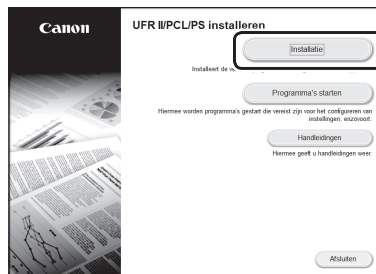 Canon
UFR II/PCL/PS installeren
Installatie
Installeert de
Programma's starten
Hiermee worden programma's gestart die vereist zijn voor het configureren van
instellingen, enzovoort.
Handleidingen
Hiermee geeft u handleidingen weer.
Afsluiten